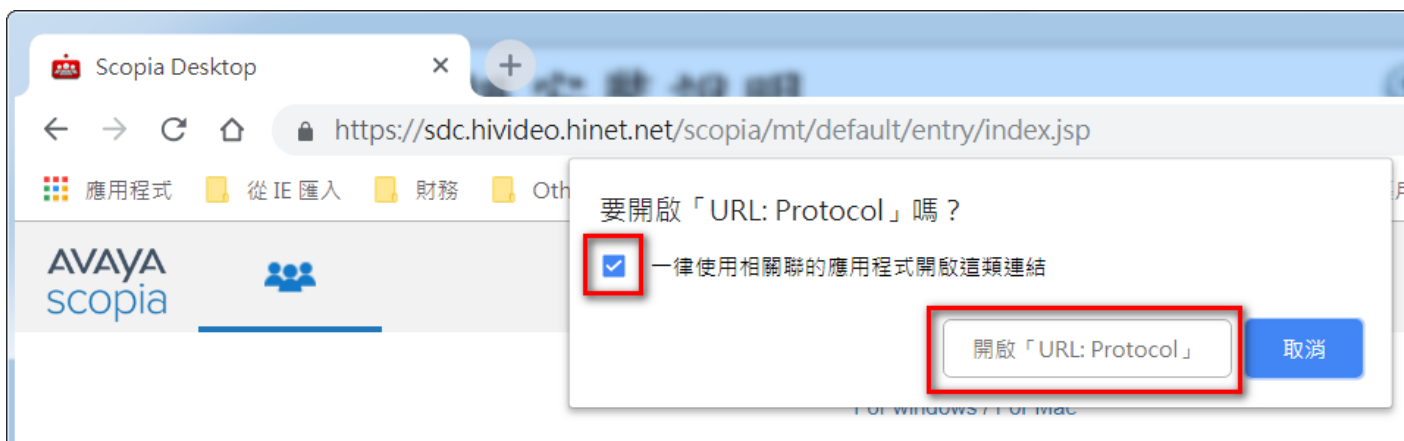 Scopia Desktop
https://sdc.hivideo.hinet.net/scopia/mt/default/entry/index.jsp
應用程式 從 IE 匯入 財務 Oth
要開啟「URL: Protocol」嗎？
一律使用相關聯的應用程式開啟這類連結
AVAYA
scopia
開啟「URL: Protocol」 取消
For Windows / For Mac